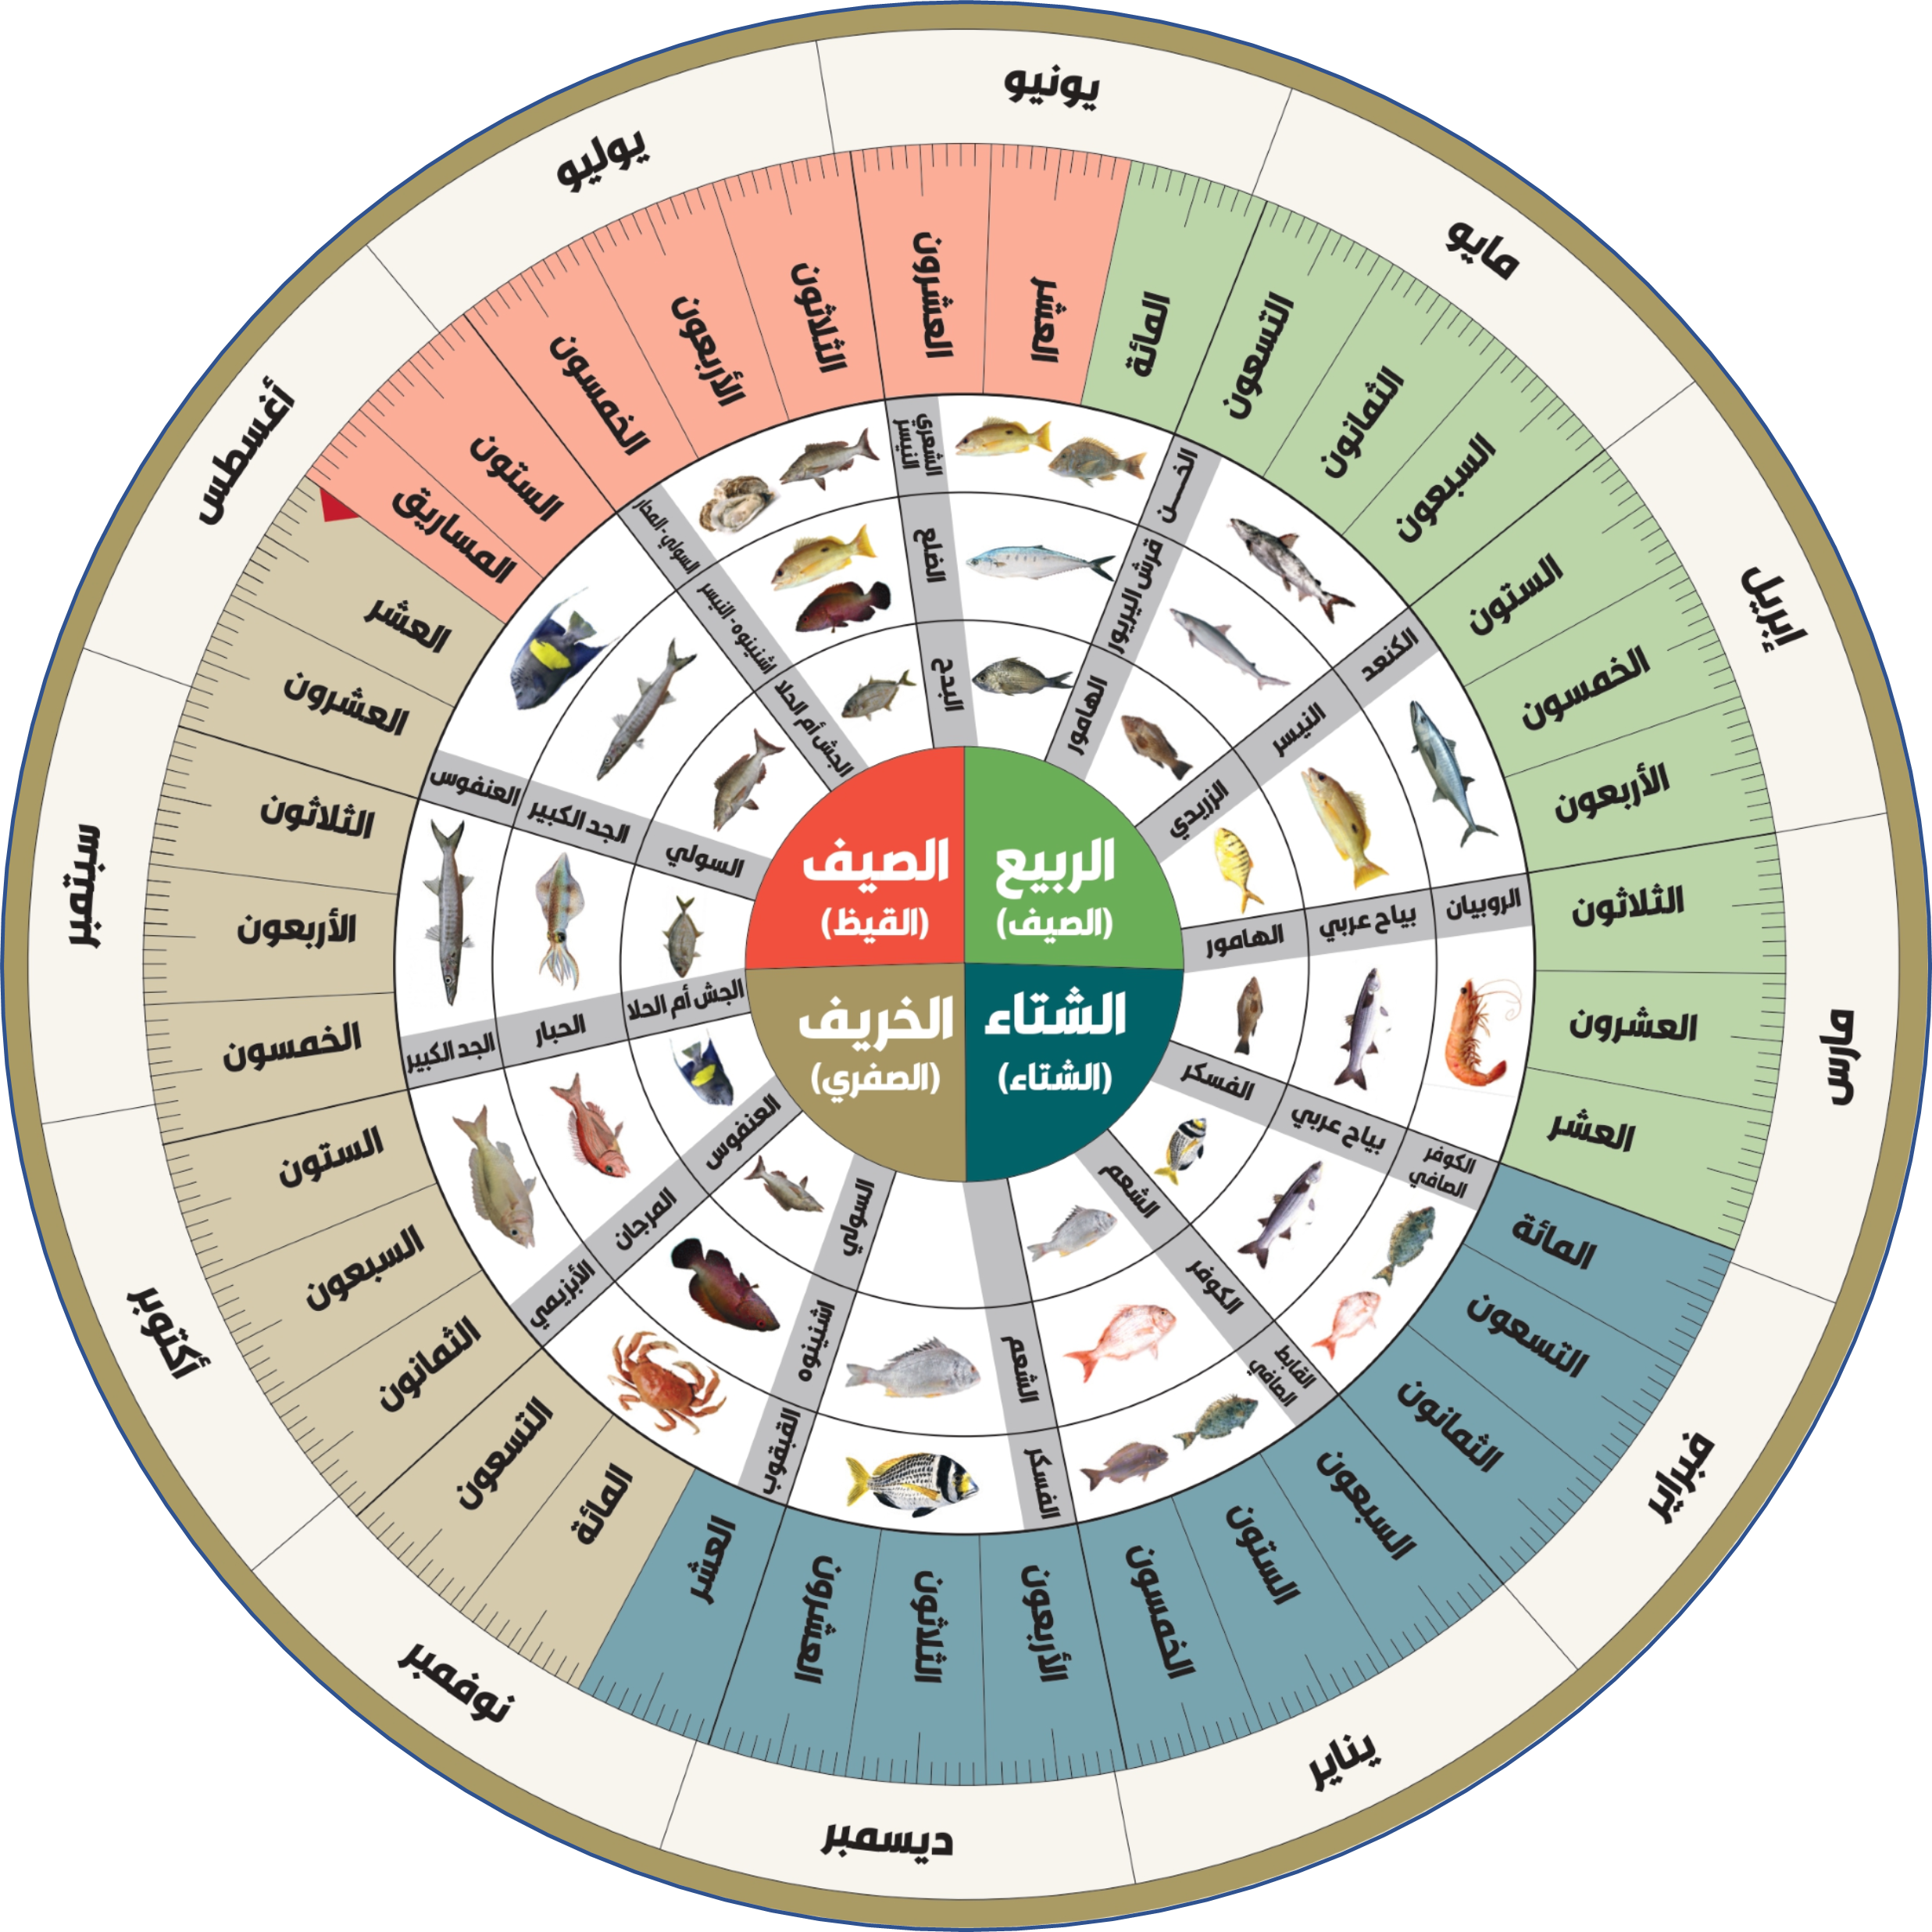 يونيو
مايو
إبريل
مارس
فبراير
يناير
ديسمبر
نوفمبر
أكتوبر
سبتمبر
أغسطس
يوليو
العشر
العشرون
الثلاثون
الأربعون
الخمسون
الستون
المساريق
العشر
العشرون
الثلاثون
الأربعون
الخمسون
الستون
السبعون
الثمانون
التسعون
المائة
العشر
العشرون
الثلاثون
الأربعون
الخمسون
الستون
السبعون
الثمانون
التسعون
المائة
العشر
العشرون
الثلاثون
الأربعون
الخمسون
الستون
السبعون
الثمانون
التسعون
المائة
الشعري
النيسر
الضلع
البدح
الخــن
قرش اليريور
الهامور
الكنعد
النيسر
الزريدي
الروبيان
بياح عربي
الهامور
الكوفر
الصافي
بياح عربي
الفسكر
القابط
الصافي
الكوفر
الشعم
الفسكر
الشعم
القبقوب
اشنينوه
السولي
الأبزيمي
المرجان
العنفوس
الجد الكبير
الحبار
الجش أم الحلا
العنفوس
الجد الكبير
السولي
السولي - المحار
اشنينوه - النيسر
الجش أم الحلا
الربيع
(الصيف)
الصيف
(القيظ)
الشتاء
(الشتاء)
الخريف
(الصفري)